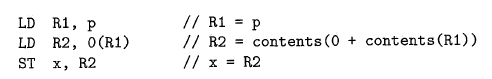 LD R1, p // R1 = p
LD R2, 0(R1) // R2 = contents(0 + contents(R1))
ST x, R2 // x = R2